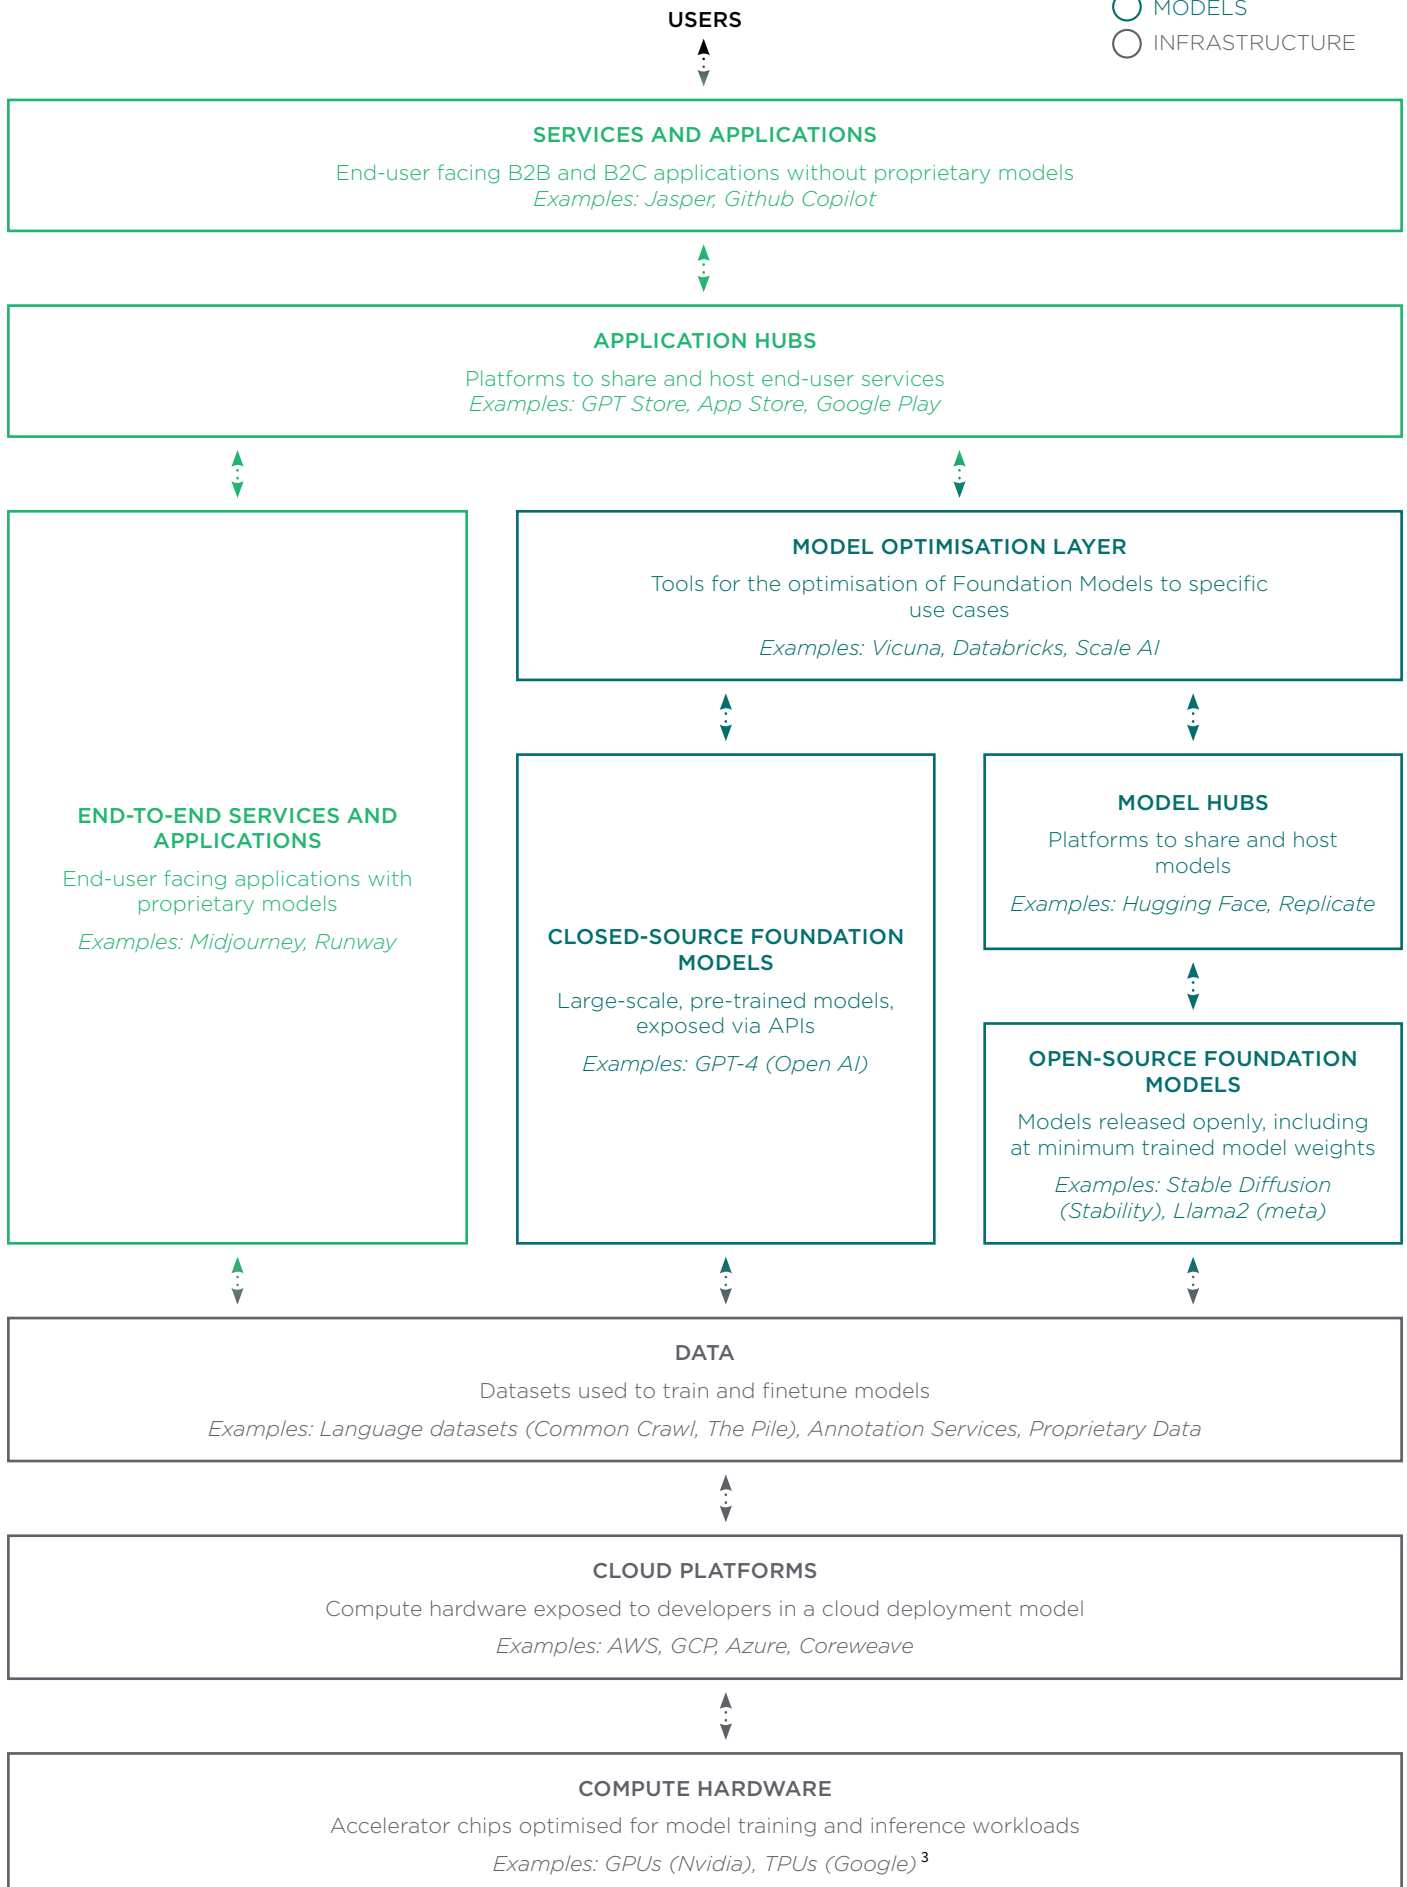 USERS
MODELS
INFRASTRUCTURE
SERVICES AND APPLICATIONS
End-user facing B2B and B2C applications without proprietary models
Examples: Jasper, Github Copilot
APPLICATION HUBS
Platforms to share and host end-user services
Examples: GPT Store, App Store, Google Play
MODEL OPTIMISATION LAYER
Tools for the optimisation of Foundation Models to specific
use cases
Examples: Vicuna, Databricks, Scale AI
END-TO-END SERVICES AND
APPLICATIONS
End-user facing applications with
proprietary models
Examples: Midjourney, Runway
CLOSED-SOURCE FOUNDATION
MODELS
Large-scale, pre-trained models,
exposed via APIs
Examples: GPT-4 (Open AI)
MODEL HUBS
Platforms to share and host
models
Examples: Hugging Face, Replicate
OPEN-SOURCE FOUNDATION
MODELS
Models released openly, including
at minimum trained model weights
Examples: Stable Diffusion
(Stability), Llama2 (meta)
DATA
Datasets used to train and finetune models
Examples: Language datasets (Common Crawl, The Pile), Annotation Services, Proprietary Data
CLOUD PLATFORMS
Compute hardware exposed to developers in a cloud deployment model
Examples: AWS, GCP, Azure, Coreweave
COMPUTE HARDWARE
Accelerator chips optimised for model training and inference workloads
Examples: GPUs (Nvidia), TPUs (Google) 3